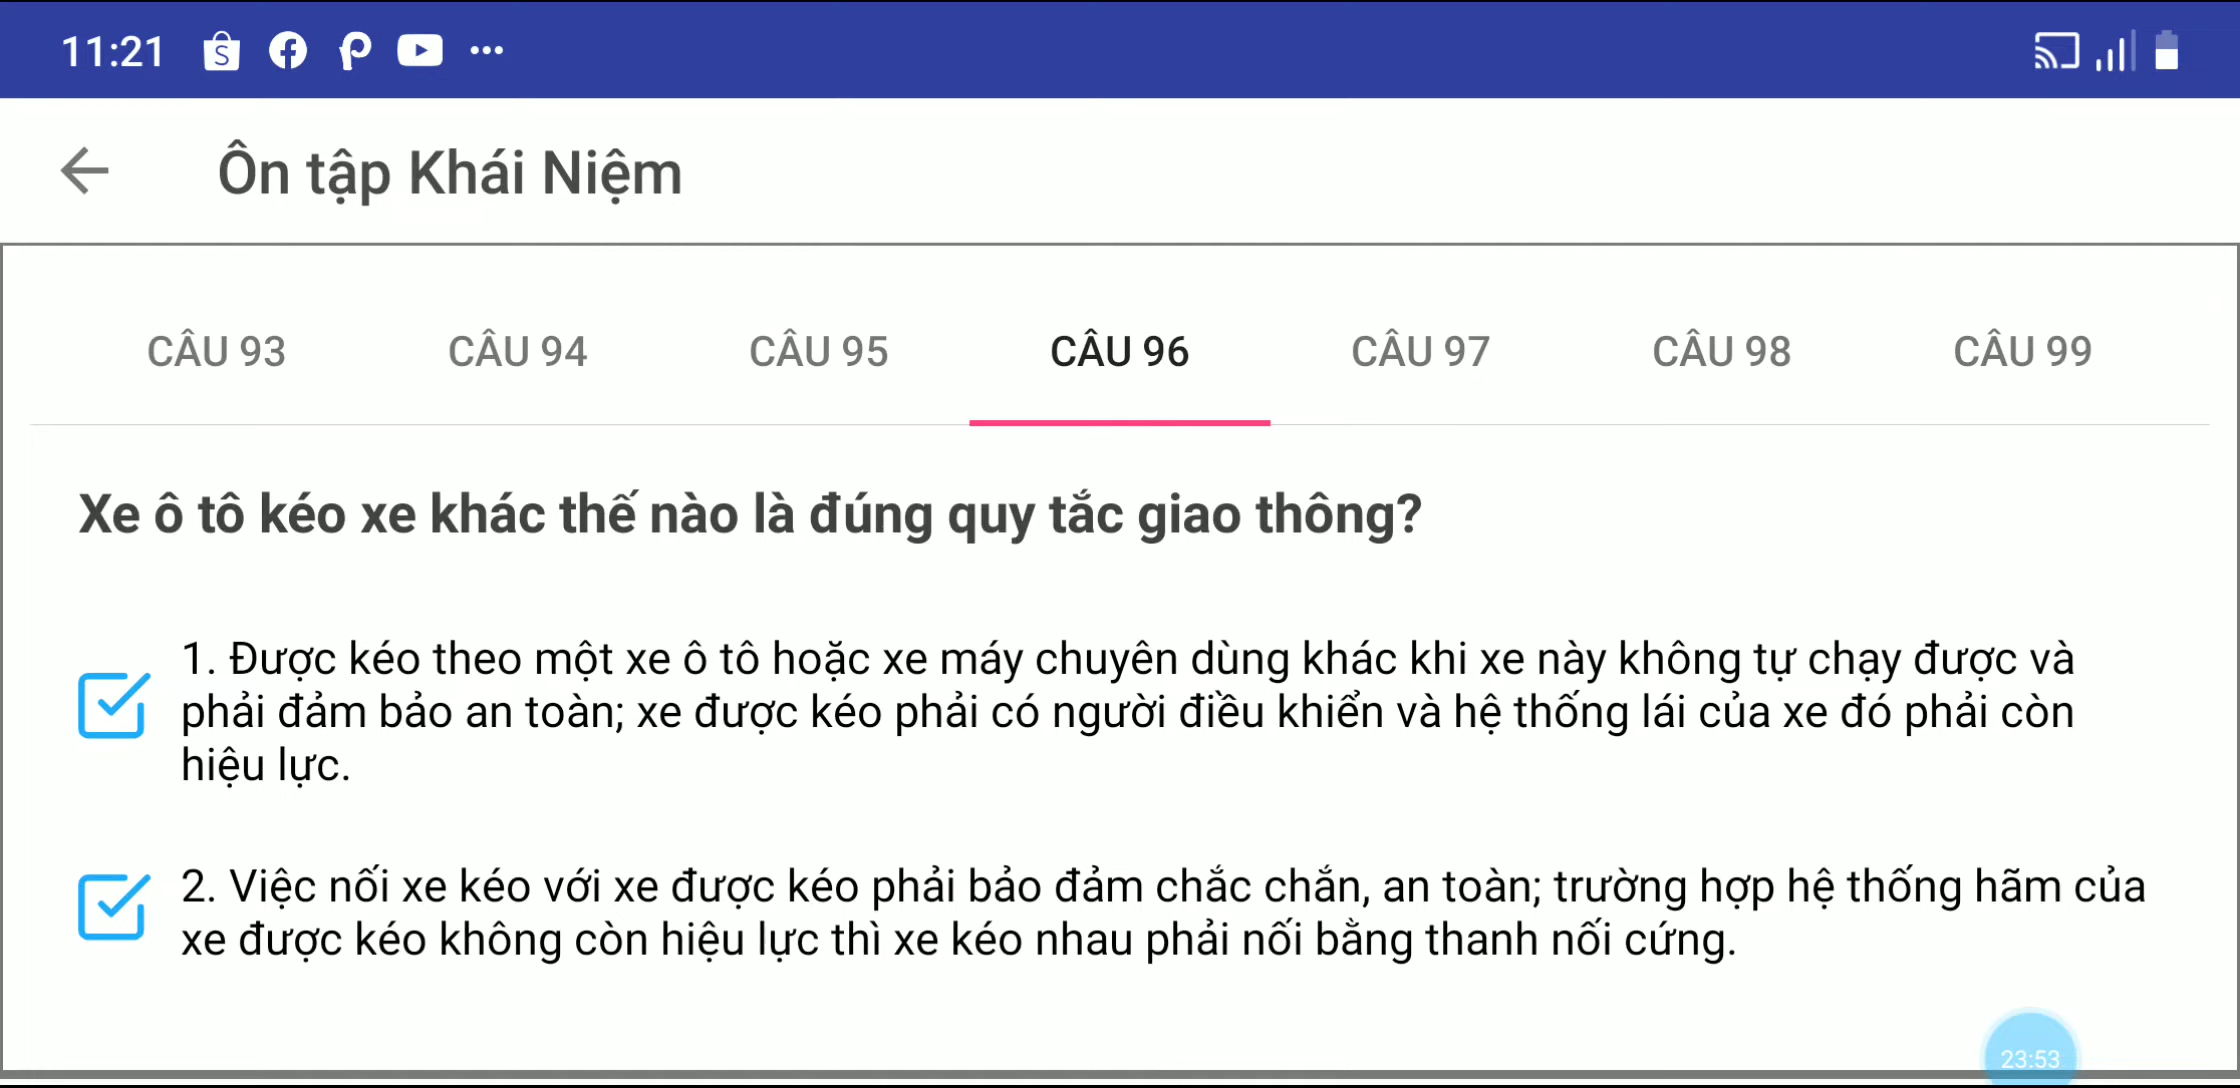 11:21
Ôn tập Khái Niệm
CÂU 93 CÂU 94 CÂU 95 CÂU 96 CÂU 97 CÂU 98 CÂU 99
Xe ô tô kéo xe khác thế nào là đúng quy tắc giao thông?
1. Được kéo theo một xe ô tô hoặc xe máy chuyên dùng khác khi xe này không tự chạy được và
phải đảm bảo an toàn; xe được kéo phải có người điều khiển và hệ thống lái của xe đó phải còn
hiệu lực.
2. Việc nối xe kéo với xe được kéo phải bảo đảm chắc chắn, an toàn; trường hợp hệ thống hãm của
xe được kéo không còn hiệu lực thì xe kéo nhau phải nối bằng thanh nối cứng.
23:53